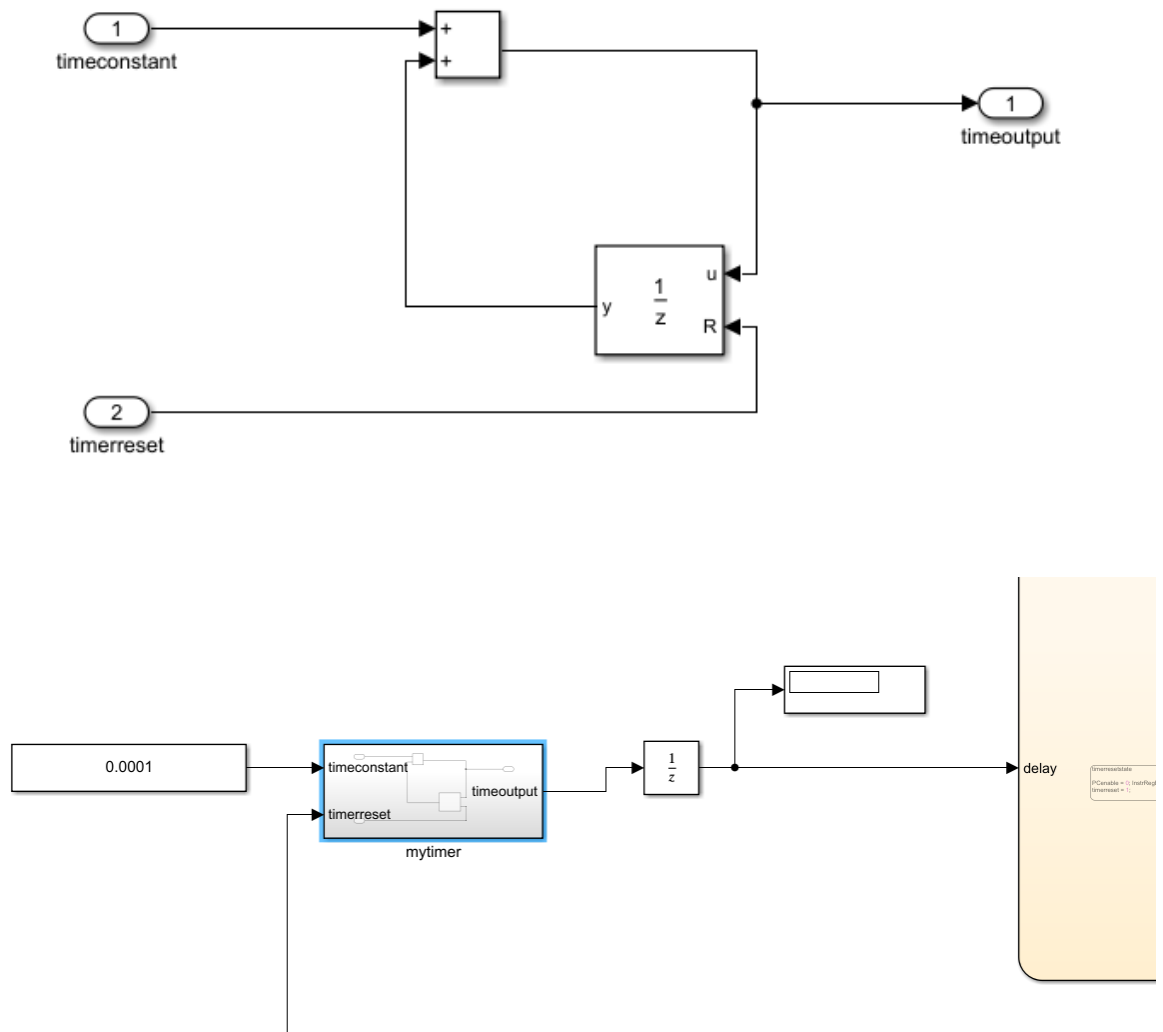 1
timeconstant
+
+
1
timeoutput
u
1
z
y
R
2
timerreset
0.0001
timeconstant
timeoutput
timerreset
mytimer
1
z
delay
timerresetstate
PCenable = 0; InstrReg
timerreset = 1;